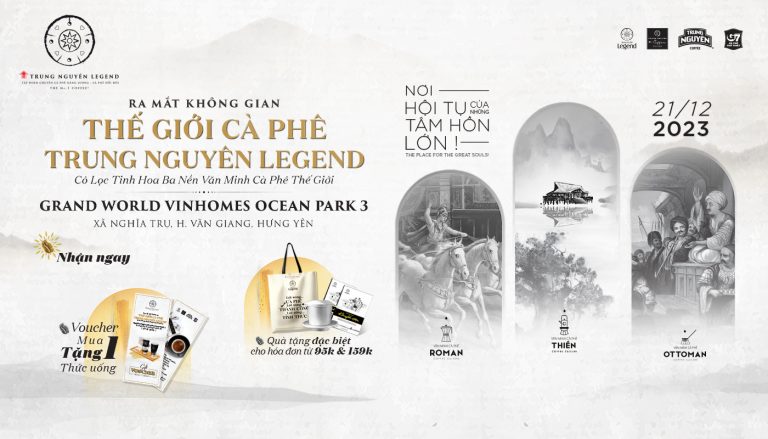 TRUNG NGUYÊN LEGEND
THE No.1 COFFEE
RA MẮT KHÔNG GIAN
THẾ GIỚI CÀ PHÊ
TRUNG NGUYÊN LEGEND
Cô Lọc Tinh Hoa Ba Nền Văn Minh Cà Phê Thế Giới
GRAND WORLD VINHOMES OCEAN PARK 3
XÃ NGHĨA TRỤ, H. VĂN GIANG, HƯNG YÊN
Nhận ngay
Voucher
Mua
Tặng 1
Thức uống
Quà tặng đặc biệt
cho hóa đơn từ 95k & 159k
NƠI
HỘI TỤ CỦA NHỮNG
TÂM HỒN
LỚN !
THE PLACE FOR THE GREAT SOULS!
Legend
TRUNG
NGUYÊN
COFFEE
21/12
2023
ROMAN
THIỀN
OTTOMAN